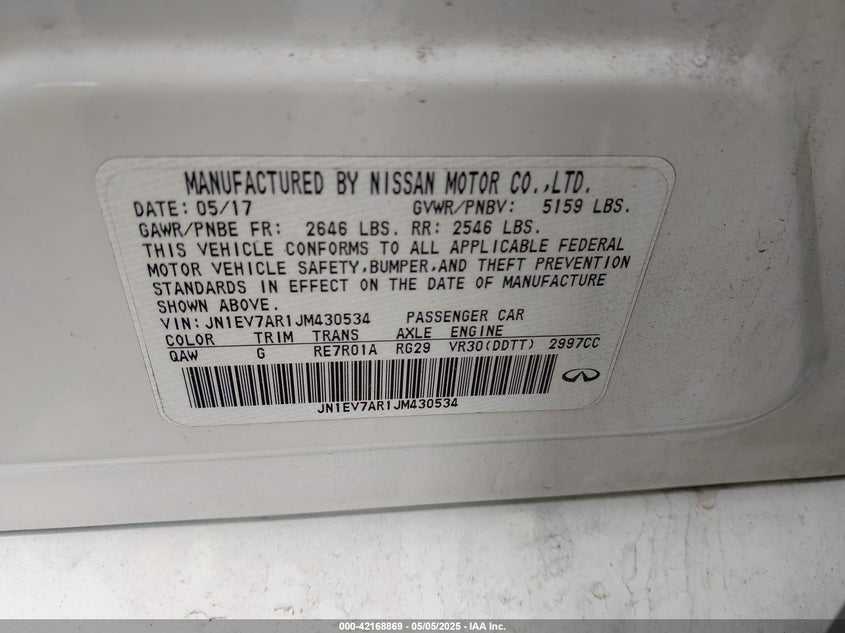 MANUFACTURED BY NISSAN MOTOR CO.,LTD.
DATE: 05/17 GVWR/PNBV: 5159 LBS.
GAWR/PNBE FR: 2646 LBS. RR: 2546 LBS.
THIS VEHICLE CONFORMS TO ALL APPLICABLE FEDERAL
MOTOR VEHICLE SAFETY,BUMPER,AND THEFT PREVENTION
STANDARDS IN EFFECT ON THE DATE OF MANUFACTURE
SHOWN ABOVE.
VIN: JN1EV7AR1JM430534 PASSENGER CAR
COLOR TRIM TRANS AXLE ENGINE
QAW G RE7R01A RG29 VR30(DDTT) 2997CC
JN1EV7AR1JM430534
000-42168869 - 05/05/2025 - IAA Inc.